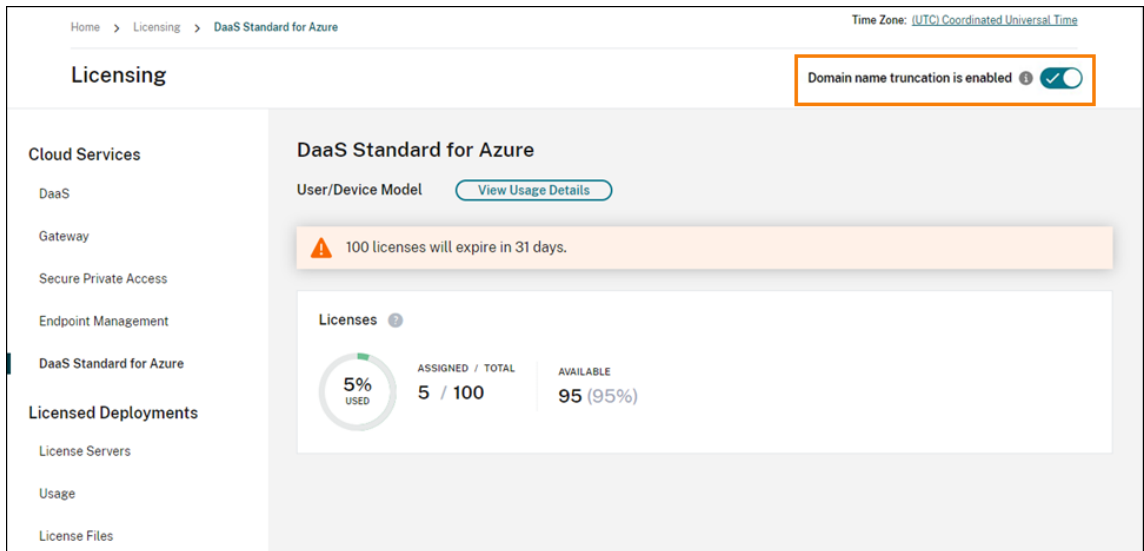 Home > Licensing > DaaS Standard for Azure
Time Zone: (UTC) Coordinated Universal Time
Licensing
Domain name truncation is enabled
Cloud Services
DaaS
Gateway
Secure Private Access
Endpoint Management
DaaS Standard for Azure
Licensed Deployments
License Servers
Usage
License Files
DaaS Standard for Azure
User/Device Model View Usage Details
100 licenses will expire in 31 days.
Licenses ?
5%
USED
ASSIGNED / TOTAL
5 / 100
AVAILABLE
95 (95%)